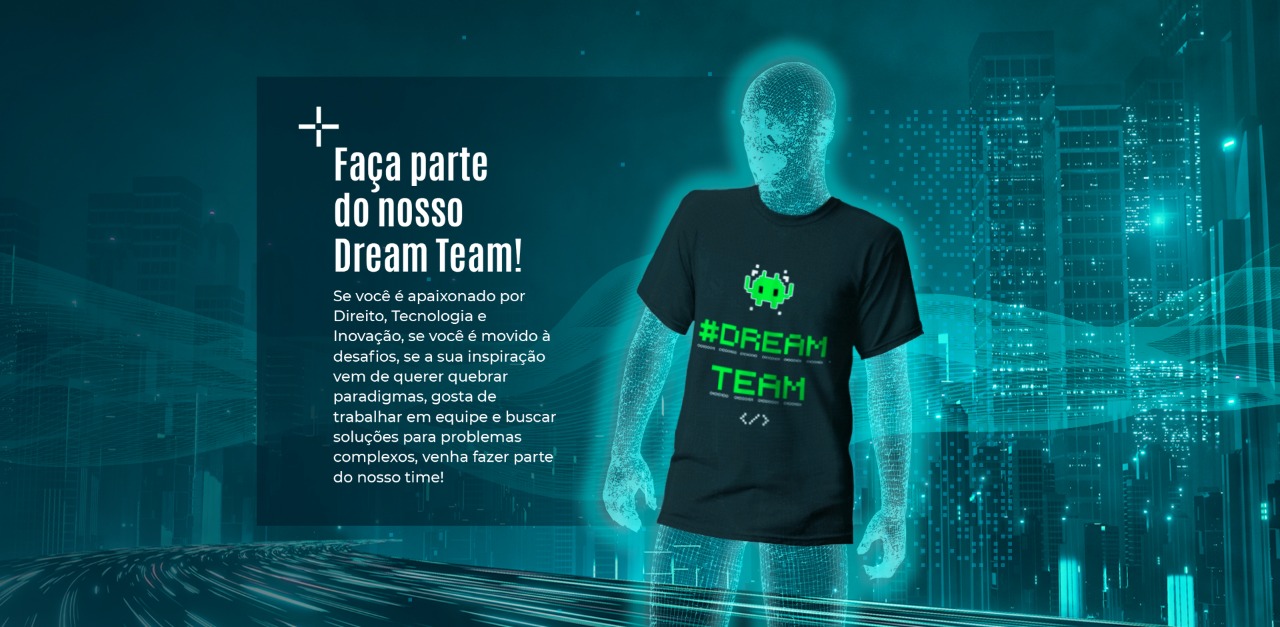 Faça parte
do nosso
Dream Team!
Se você é apaixonado por
Direito, Tecnologia e
Inovação, se você é movido à
desafios, se a sua inspiração
vem de querer quebrar
paradigmas, gosta de
trabalhar em equipe e buscar
soluções para problemas
complexos, venha fazer parte
do nosso time!
#DREAM
TEAM
</>